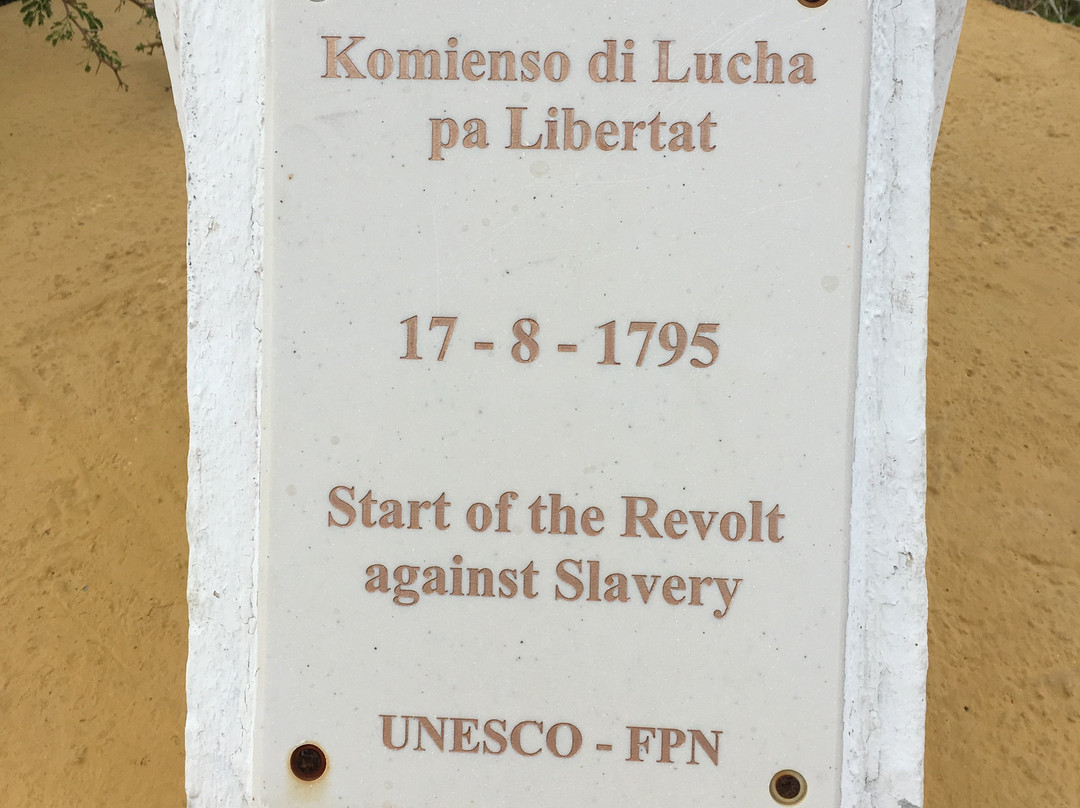 Komienso di Lucha
pa Libertat
17 - 8 - 1795
Start of the Revolt
against Slavery
UNESCO - FPN